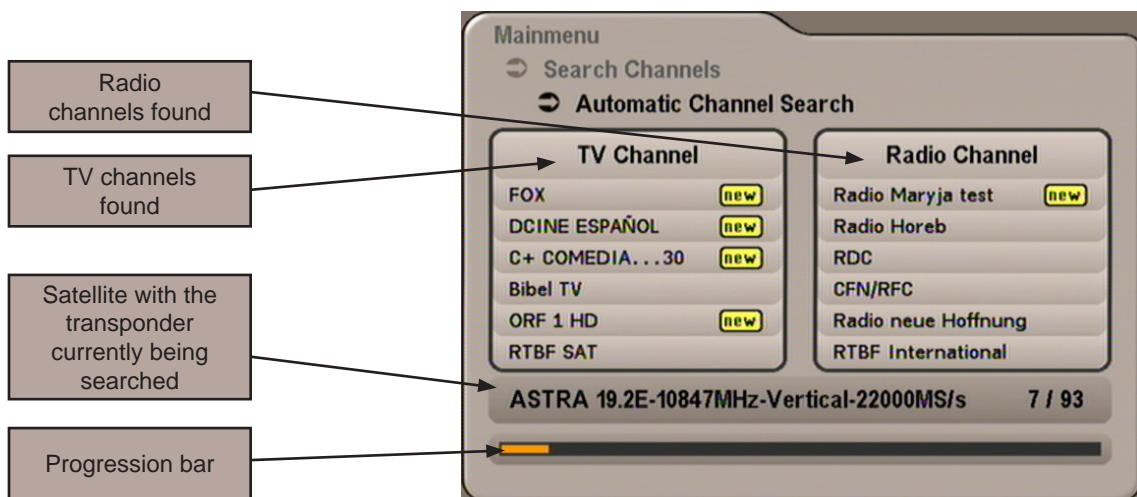 Radio
channels found
TV channels
found
Satellite with the
transponder
currently being
searched
Progression bar
Mainmenu
Search Channels
Automatic Channel Search
TV Channel
FOX new
DCINE ESPAÑOL new
C+ COMEDIA...30 new
Bibel TV
ORF 1 HD new
RTBF SAT
Radio Channel
Radio Maryja test new
Radio Horeb
RDC
CFN/RFC
Radio neue Hoffnung
RTBF International
ASTRA 19.2E-10847MHz-Vertical-22000MS/s 7 / 93